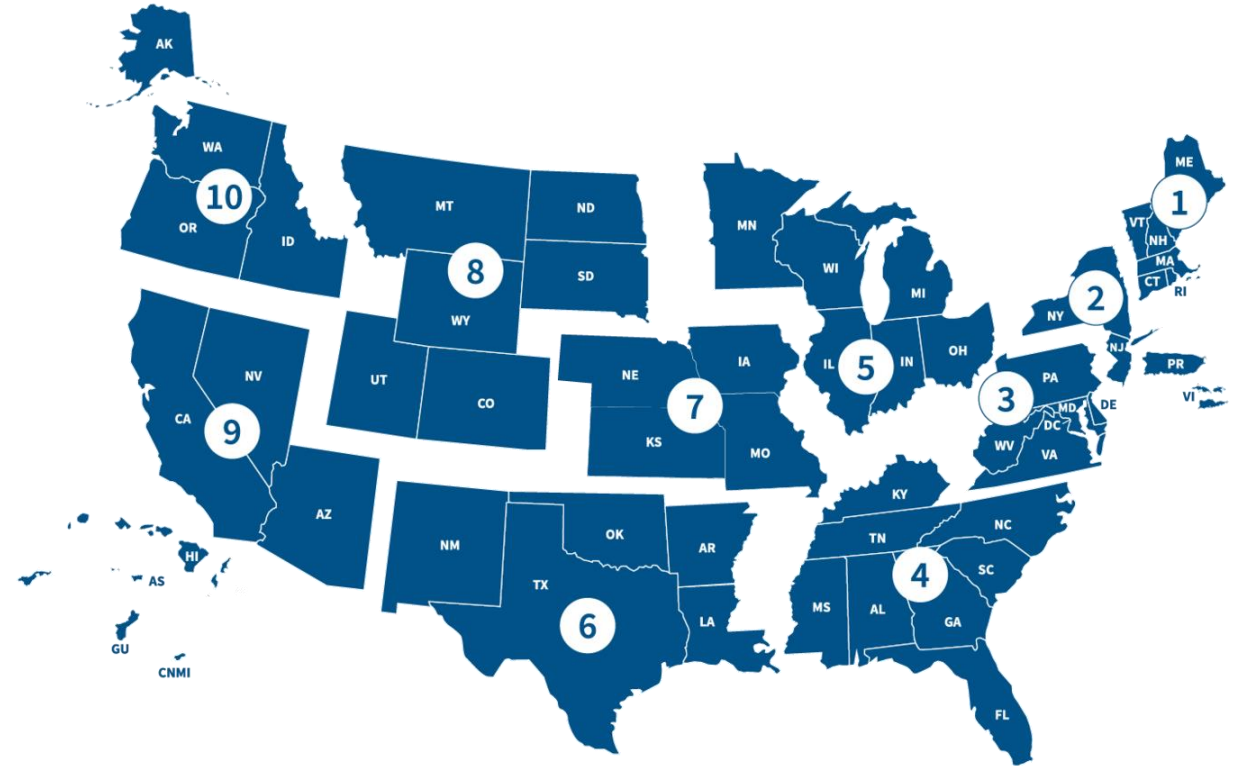 AK
WA
10
OR
ID
MT
ND
8
SD
WY
UT
CO
CA
NV
9
AZ
HI
AS
GU
CNMI
NE
IA
7
KS
MO
NM
OK
AR
TX
6
LA
MN
WI
MI
IL
5
IN
OH
KY
TN
NC
4
SC
MS
AL
GA
FL
PA
3
MD
DE
DC
WV
VA
NY
2
NJ
PR
VI
ME
1
VT
NH
MA
CT
RI